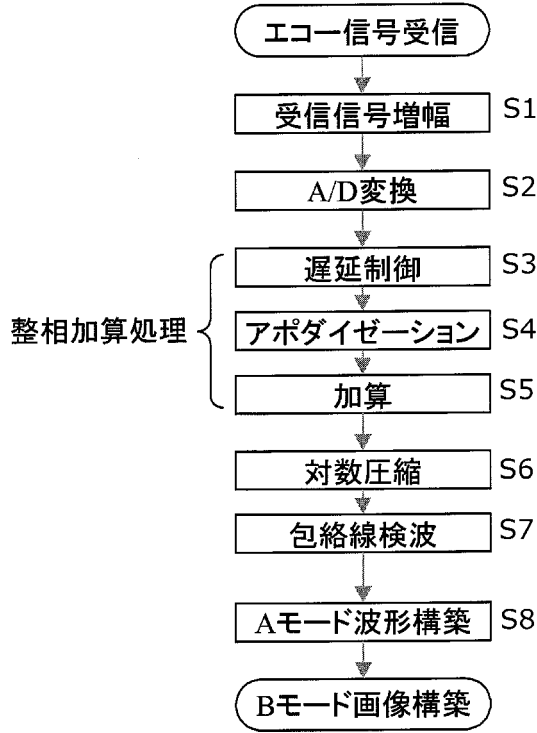 エコー信号受信
受信信号増幅 S1
A/D変換 S2
遅延制御 S3
整相加算処理
アポダイゼーション S4
加算 S5
対数圧縮 S6
包絡線検波 S7
Aモード波形構築 S8
Bモード画像構築